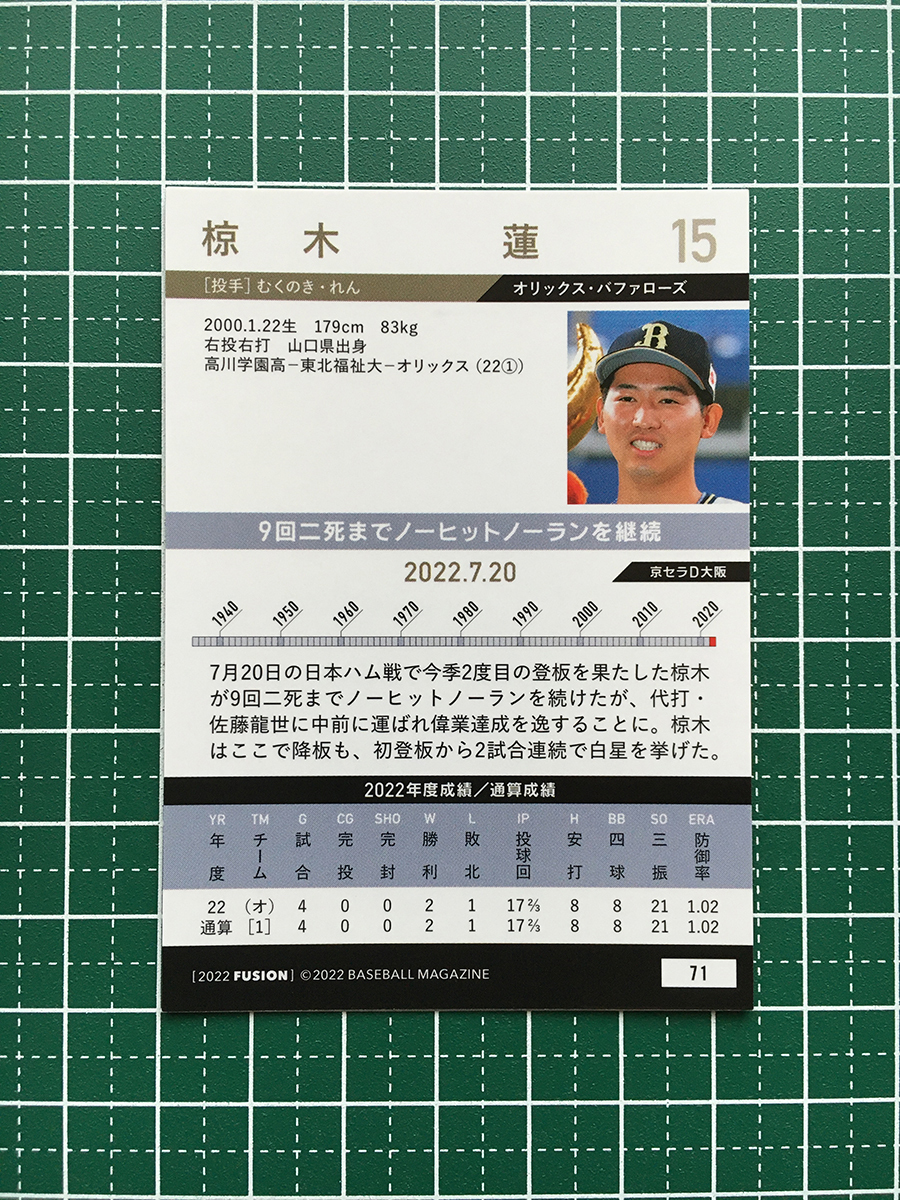 椋木 蓮 15
[投手] むくのき・れん オリックス・バファローズ
2000.1.22生 179cm 83kg
右投右打 山口県出身
高川学園高－東北福祉大－オリックス（22①）
B
9回二死までノーヒットノーランを継続
2022.7.20 京セラD大阪
1940 1950 1960 1970 1980 1990 2000 2010 2020
7月20日の日本ハム戦で今季2度目の登板を果たした椋木
が9回二死までノーヒットノーランを続けたが、代打・
佐藤龍世に中前に運ばれ偉業達成を逸することに。椋木
はここで降板も、初登板から2試合連続で白星を挙げた。
2022年度成績／通算成績
YR TM G CG SHO W L IP H BB SO ERA
年度 チーム 試合 完投 完封 勝利 敗北 投球回 安打 四球 三振 防御率
22 （オ） 4 0 0 2 1 17⅔ 8 8 21 1.02
通算 ［1］ 4 0 0 2 1 17⅔ 8 8 21 1.02
[2022 FUSION] ©2022 BASEBALL MAGAZINE 71